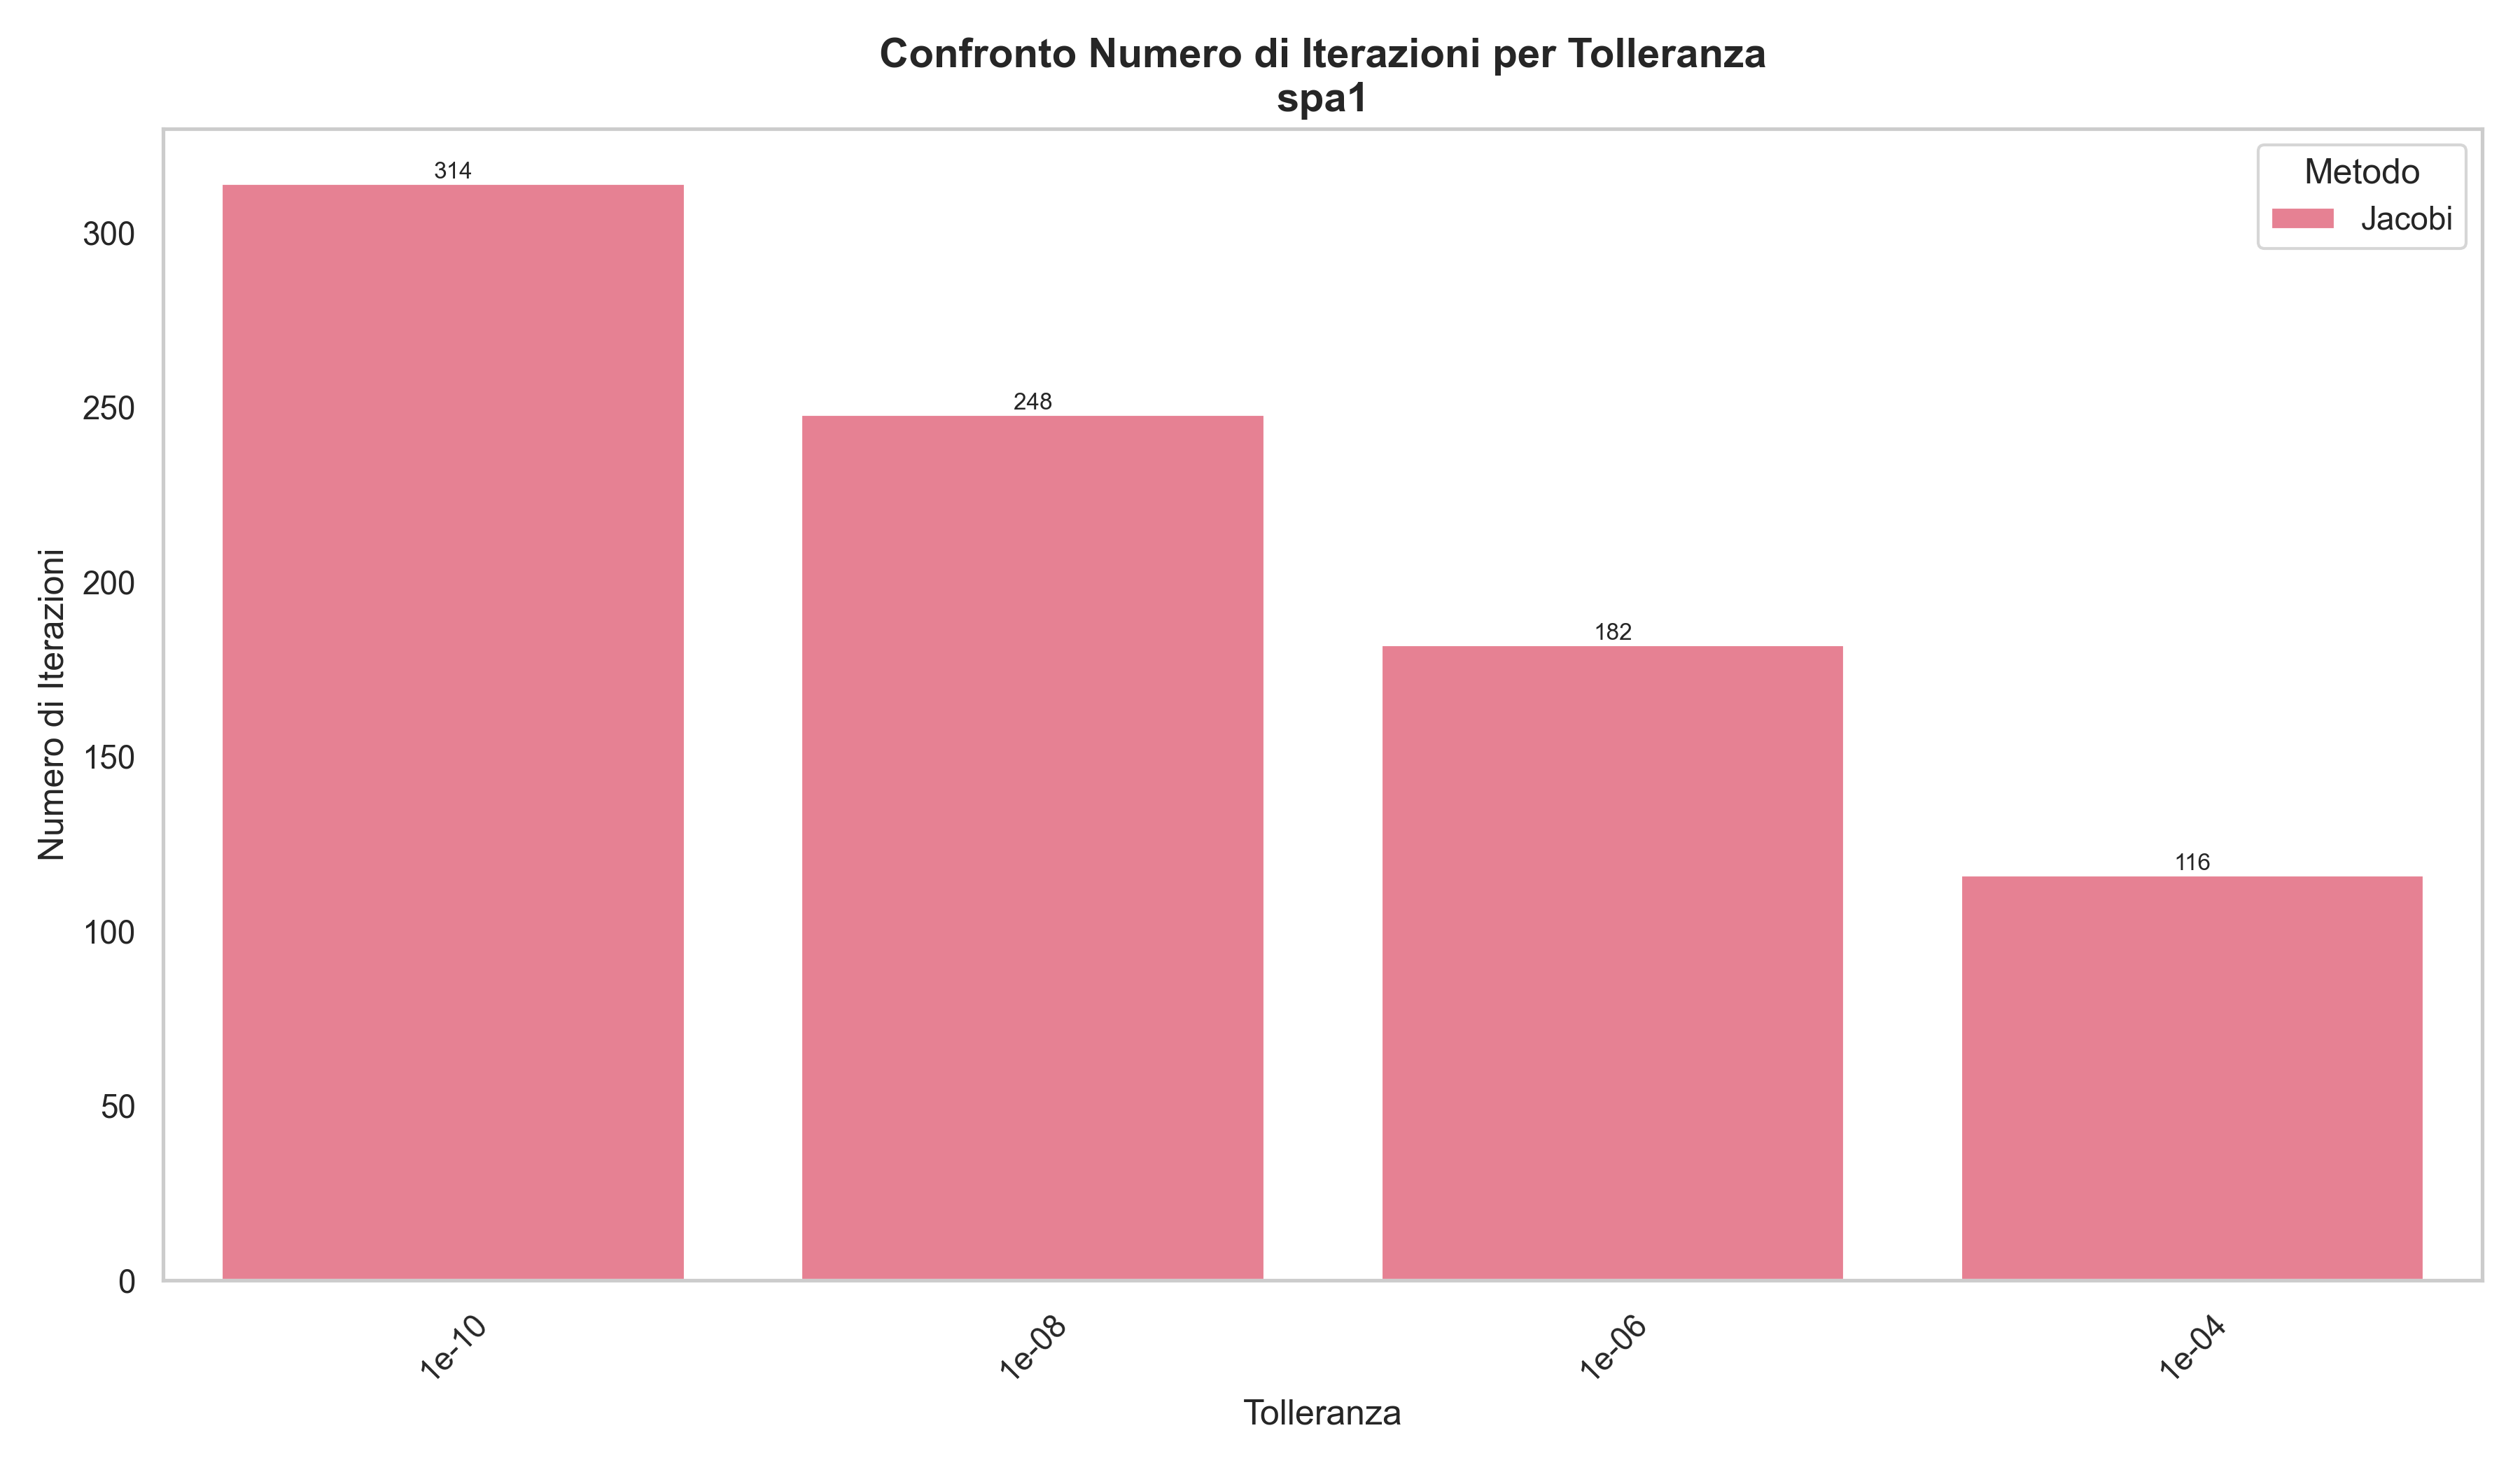 Confronto Numero di Iterazioni per Tolleranza
spa1
Metodo
Jacobi
314
248
182
116
Numero di Iterazioni
300
250
200
150
100
50
0
1e-10
1e-08
1e-06
1e-04
Tolleranza